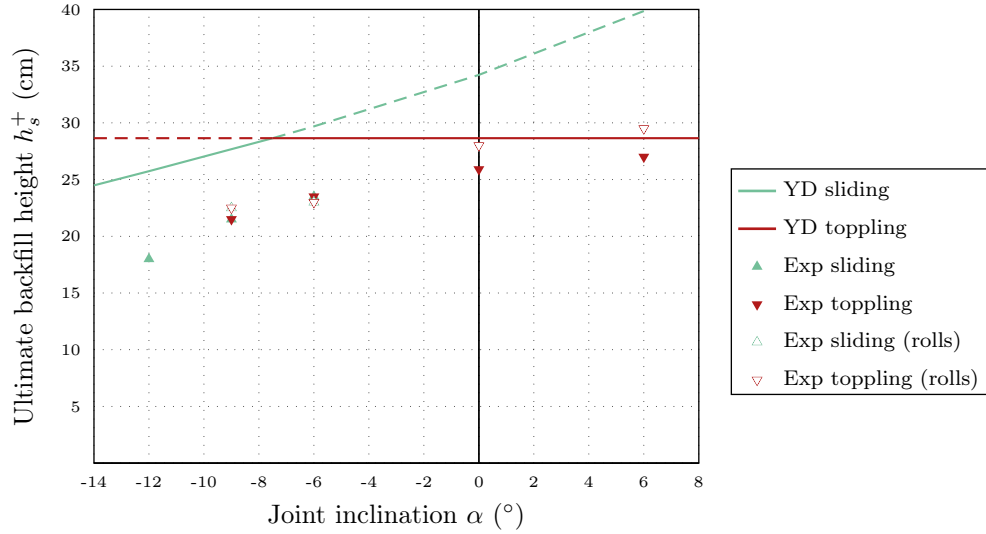 Ultimate backfill height h_s^+ (cm)
40
35
30
25
20
15
10
5
-14 -12 -10 -8 -6 -4 -2 0 2 4 6 8
Joint inclination α (°)
YD sliding
YD toppling
Exp sliding
Exp toppling
Exp sliding (rolls)
Exp toppling (rolls)